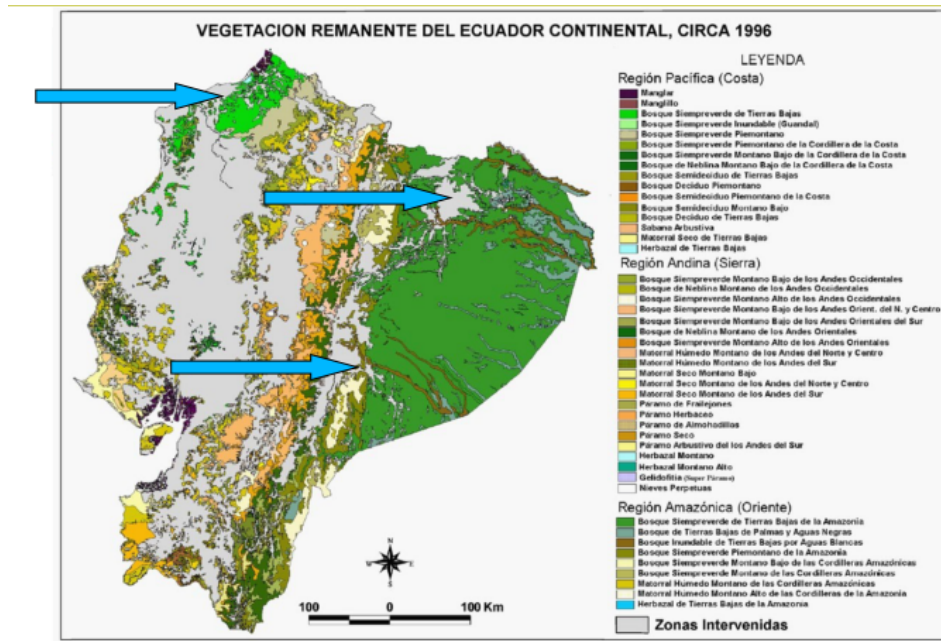 VEGETACION REMANENTE DEL ECUADOR CONTINENTAL, CIRCA 1996
LEYENDA
Región Pacífica (Costa)
Manglar
Manglillo
Bosque Siempreverde de Tierras Bajas
Bosque Siempreverde Inundable (Guandal)
Bosque Siempreverde Piemontano
Bosque Siempreverde Piemontano de la Cordillera de la Costa
Bosque Siempreverde Montano Bajo de la Cordillera de la Costa
Bosque de Neblina Montano Bajo de la Cordillera de la Costa
Bosque Semideciduo de Tierras Bajas
Bosque Deciduo Piemontano
Bosque Semideciduo Piemontano de la Costa
Bosque Semideciduo Montano Bajo
Bosque Deciduo de Tierras Bajas
Sabana Arbustiva
Matorral Seco de Tierras Bajas
Herbazal de Tierras Bajas
Región Andina (Sierra)
Bosque Siempreverde Montano Bajo de los Andes Occidentales
Bosque de Neblina Montano de los Andes Occidentales
Bosque Siempreverde Montano Alto de los Andes Occidentales
Bosque Siempreverde Montano Bajo de los Andes Orient. del N. y Centro
Bosque Siempreverde Montano Bajo de los Andes Orientales del Sur
Bosque de Neblina Montano de los Andes Orientales
Bosque Siempreverde Montano Alto de los Andes Orientales
Matorral Húmedo Montano de los Andes del Norte y Centro
Matorral Húmedo Montano de los Andes del Sur
Matorral Seco Montano Bajo
Matorral Seco Montano de los Andes del Norte y Centro
Matorral Seco Montano de los Andes del Sur
Páramo de Frailejones
Páramo Herbaceo
Páramo de Almohadillas
Páramo Seco
Páramo Arbustivo del los Andes del Sur
Herbazal Montano
Herbazal Montano Alto
Gelidofitia (Super Páramo)
Nieves Perpetuas
Región Amazónica (Oriente)
Bosque Siempreverde de Tierras Bajas de la Amazonia
Bosque de Tierras Bajas de Palmas y Aguas Negras
Bosque Inundable de Tierras Bajas por Aguas Blancas
Bosque Siempreverde Piemontano de la Amazonía
Bosque Siempreverde Montano Bajo de las Cordilleras Amazónicas
Bosque Siempreverde Montano de las Cordilleras Amazónicas
Matorral Húmedo Montano de las Cordilleras Amazónicas
Matorral Húmedo Montano Alto de las Cordilleras de la Amazonía
Herbazal de Tierras Bajas de la Amazonía
Zonas Intervenidas
N
W E
S
100 0 100 Km